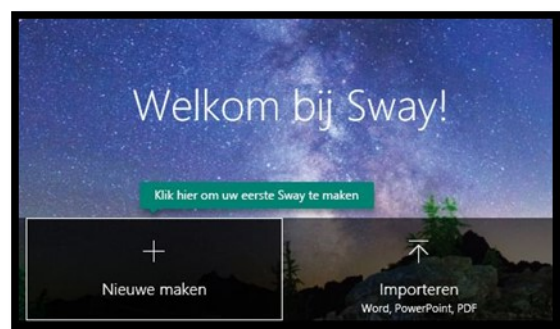 Welkom bij Sway!
Klik hier om uw eerste Sway te maken
Nieuwe maken
Importeren
Word, PowerPoint, PDF